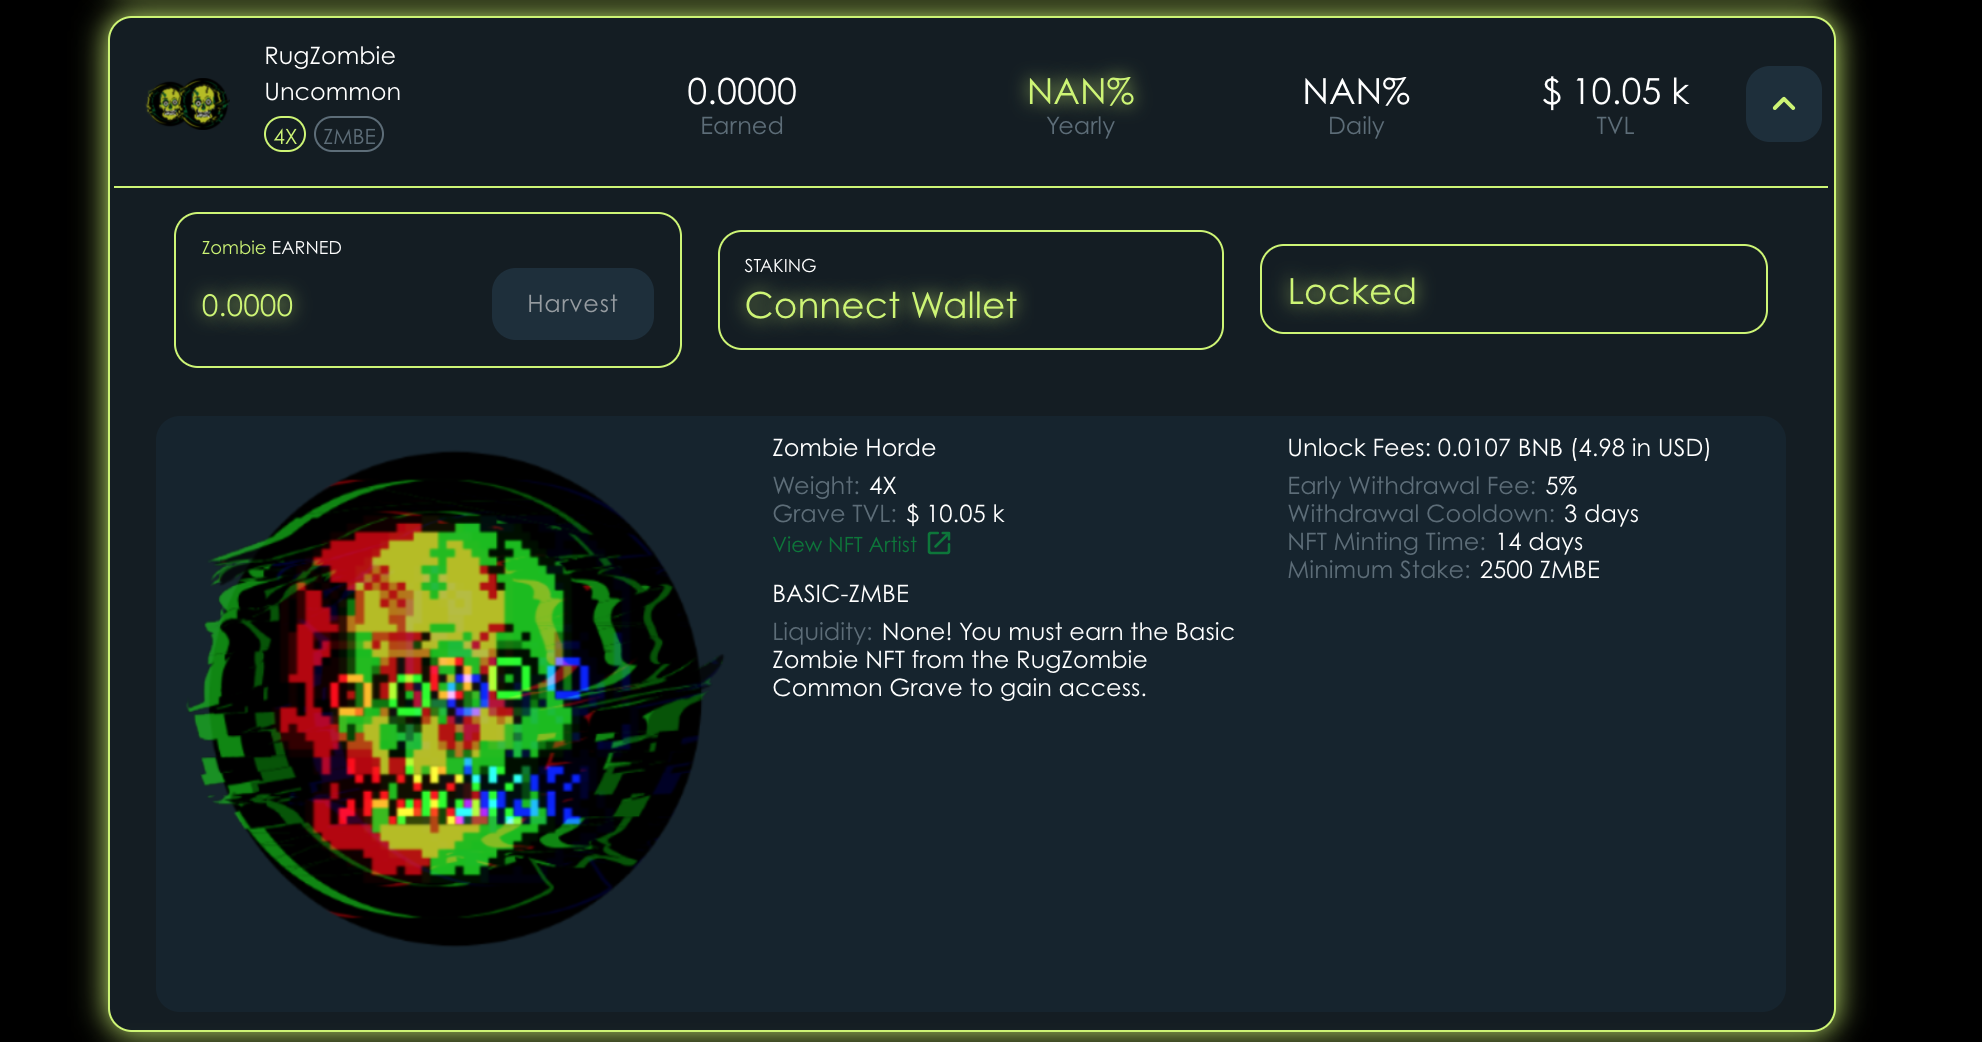 RugZombie
Uncommon
4X ZMBE
0.0000
Earned
NAN%
Yearly
NAN%
Daily
$ 10.05 k
TVL
Zombie EARNED
0.0000
Harvest
STAKING
Connect Wallet
Locked
Zombie Horde
Weight: 4X
Grave TVL: $ 10.05 k
View NFT Artist
BASIC-ZMBE
Liquidity: None! You must earn the Basic
Zombie NFT from the RugZombie
Common Grave to gain access.
Unlock Fees: 0.0107 BNB (4.98 in USD)
Early Withdrawal Fee: 5%
Withdrawal Cooldown: 3 days
NFT Minting Time: 14 days
Minimum Stake: 2500 ZMBE